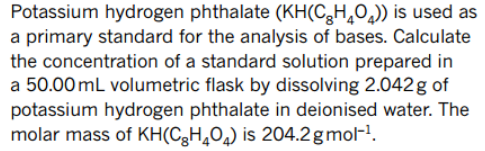 Potassium hydrogen phthalate (KH(C₈H₄O₄)) is used as
a primary standard for the analysis of bases. Calculate
the concentration of a standard solution prepared in
a 50.00 mL volumetric flask by dissolving 2.042 g of
potassium hydrogen phthalate in deionised water. The
molar mass of KH(C₈H₄O₄) is 204.2 g mol⁻¹.